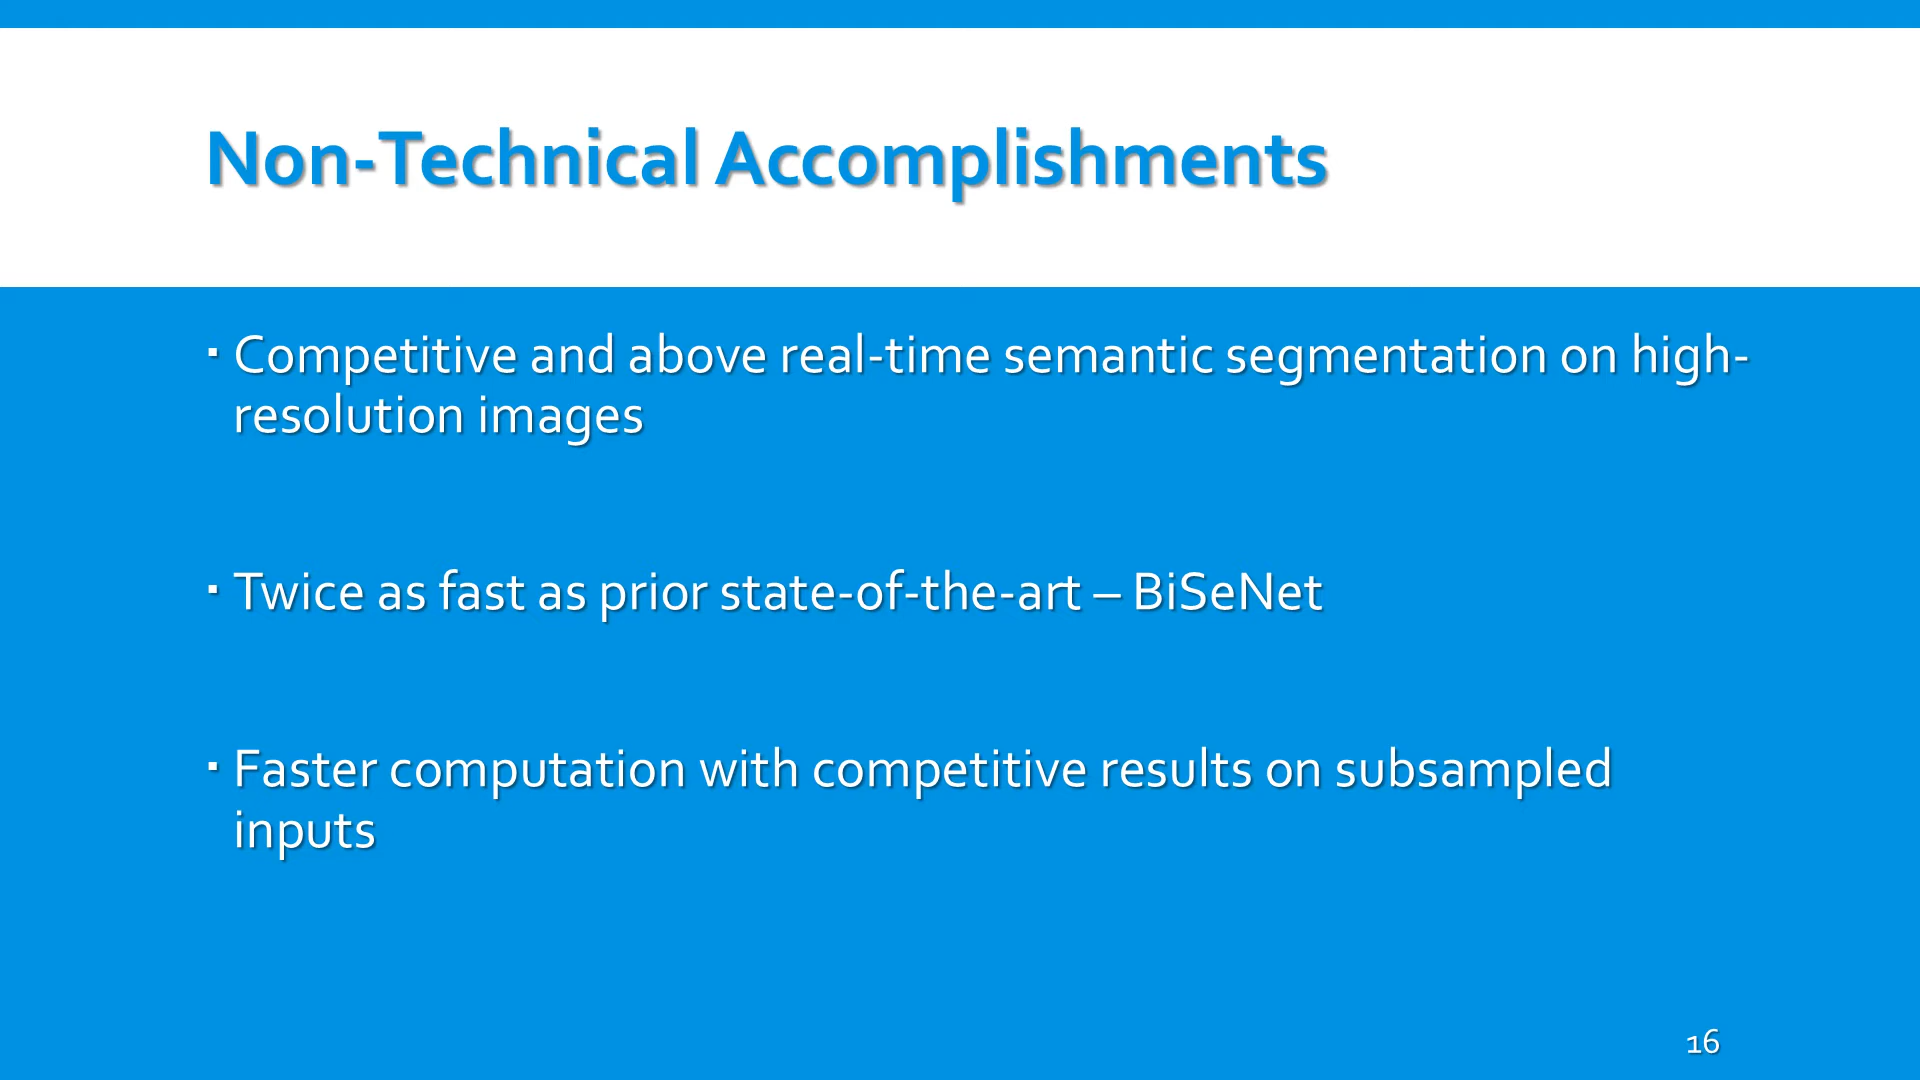 Non-Technical Accomplishments
▪ Competitive and above real-time semantic segmentation on high-
resolution images
▪ Twice as fast as prior state-of-the-art – BiSeNet
▪ Faster computation with competitive results on subsampled
inputs
16